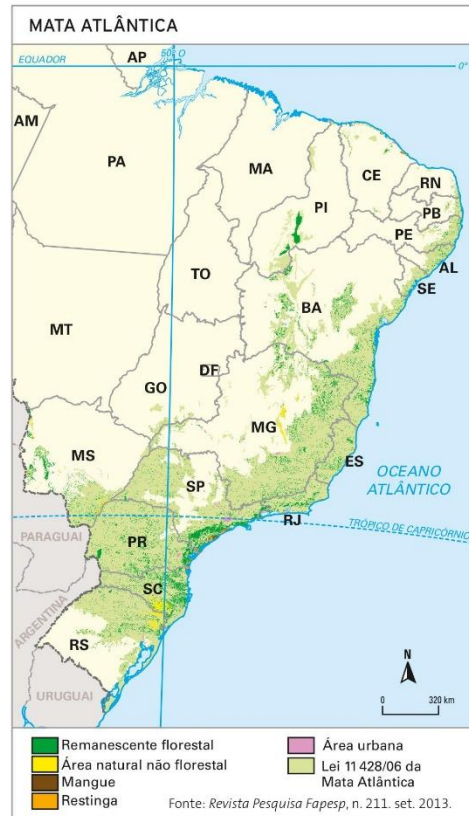 MATA ATLÂNTICA
EQUADOR
AP
50° O
0°
AM
PA
MA
CE
RN
PB
PI
PE
AL
SE
TO
BA
MT
DF
GO
MG
MS
ES
SP
OCEANO
ATLÂNTICO
RJ
TRÓPICO DE CAPRICÓRNIO
PARAGUAI
PR
SC
ARGENTINA
RS
URUGUAI
N
0 320 km
Remanescente florestal
Área natural não florestal
Mangue
Restinga
Área urbana
Lei 11 428/06 da
Mata Atlântica
Fonte: Revista Pesquisa Fapesp, n. 211. set. 2013.